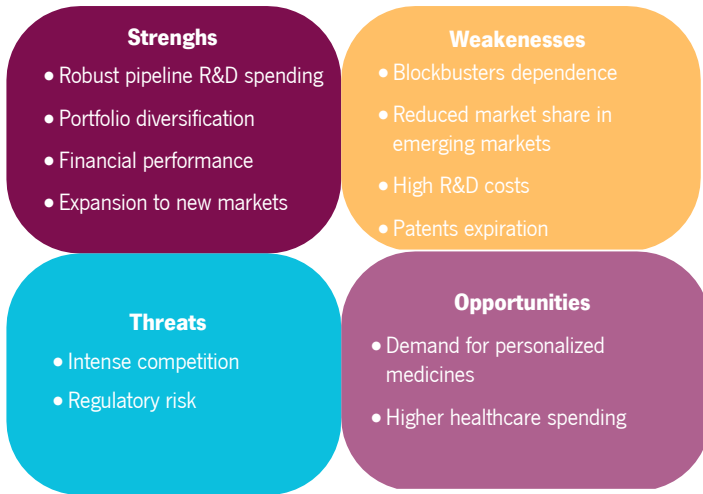 Strenghs
• Robust pipeline R&D spending
• Portfolio diversification
• Financial performance
• Expansion to new markets
Weakenesses
• Blockbusters dependence
• Reduced market share in
emerging markets
• High R&D costs
• Patents expiration
Threats
• Intense competition
• Regulatory risk
Opportunities
• Demand for personalized
medicines
• Higher healthcare spending